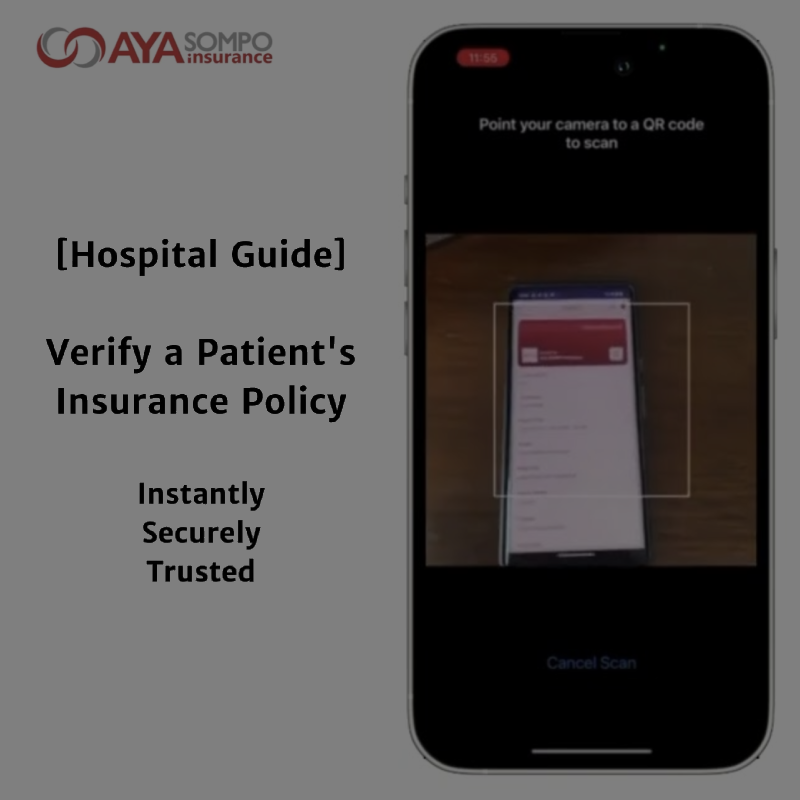 AYA SOMPO
insurance
[Hospital Guide]
Verify a Patient's
Insurance Policy
Instantly
Securely
Trusted
11:55
Point your camera to a QR code
to scan
Cancel Scan